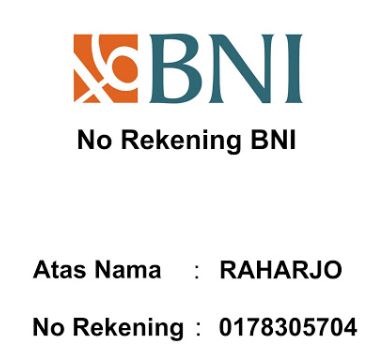 BNI
No Rekening BNI
Atas Nama : RAHARJO
No Rekening : 0178305704